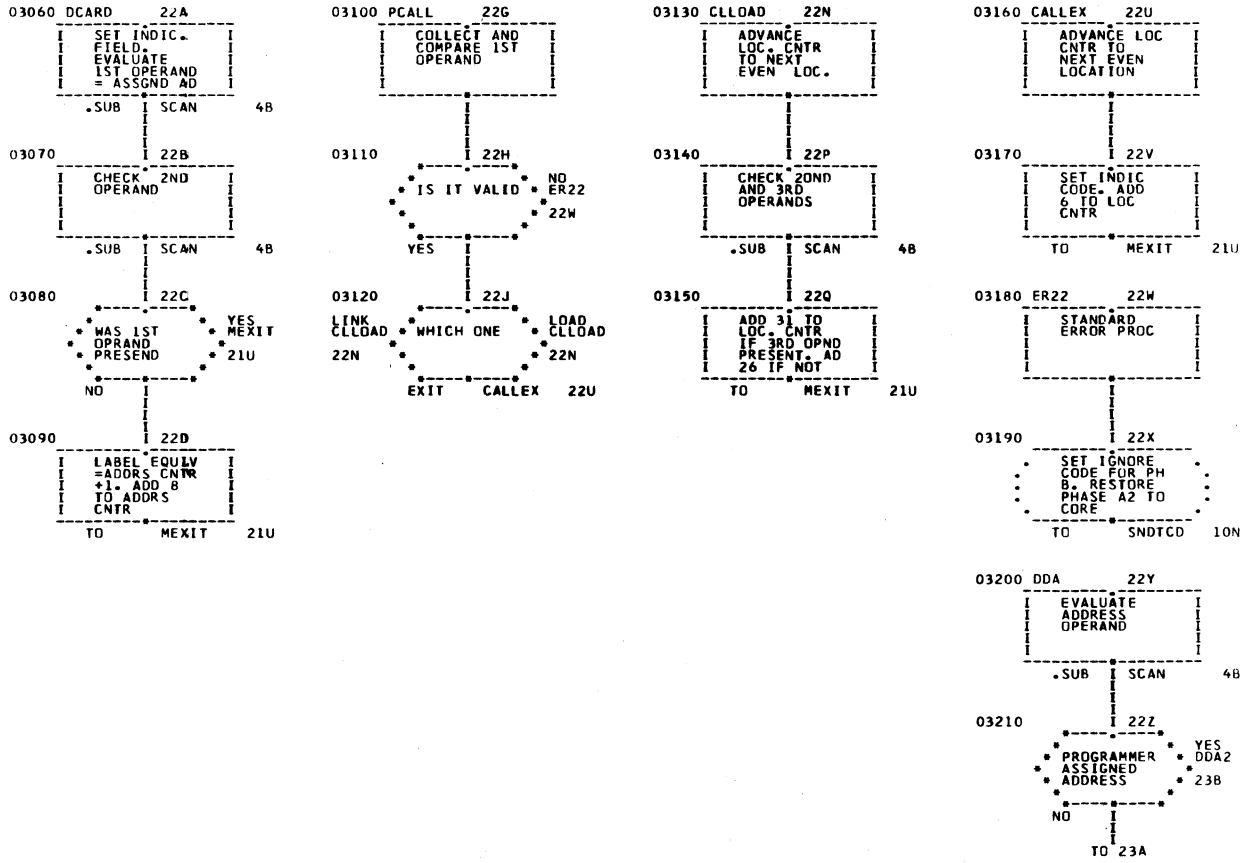 03060 DCARD 22A
SET INDIC.
FIELD.
EVALUATE
1ST OPERAND
= ASSGND AD
.SUB SCAN 4B
03070 22B
CHECK 2ND
OPERAND
.SUB SCAN 4B
03080 22C
WAS 1ST
OPRAND
PRESEND
YES
MEXIT
21U
NO
03090 22D
LABEL EQUIV
=ADDRS CNTR
+1. ADD 8
TO ADDRS
CNTR
TO MEXIT 21U
03100 PCALL 22G
COLLECT AND
COMPARE 1ST
OPERAND
03110 22H
IS IT VALID
NO
ER22
22W
YES
03120 22J
LINK
CLLOAD
22N
WHICH ONE
LOAD
CLLOAD
22N
EXIT CALLEX 22U
03130 CLLOAD 22N
ADVANCE
LOC. CNTR
TO NEXT
EVEN LOC.
03140 22P
CHECK 2OND
AND 3RD
OPERANDS
.SUB SCAN 4B
03150 22Q
ADD 31 TO
LOC. CNTR
IF 3RD OPND
PRESENT. AD
26 IF NOT
TO MEXIT 21U
03160 CALLEX 22U
ADVANCE LOC
CNTR TO
NEXT EVEN
LOCATION
03170 22V
SET INDIC
CODE. ADD
6 TO LOC
CNTR
TO MEXIT 21U
03180 ER22 22W
STANDARD
ERROR PROC
03190 22X
SET IGNORE
CODE FOR PH
B. RESTORE
PHASE A2 TO
CORE
TO SNDTCD 10N
03200 DDA 22Y
EVALUATE
ADDRESS
OPERAND
.SUB SCAN 4B
03210 22Z
PROGRAMMER
ASSIGNED
ADDRESS
YES
DDA2
23B
NO
TO 23A